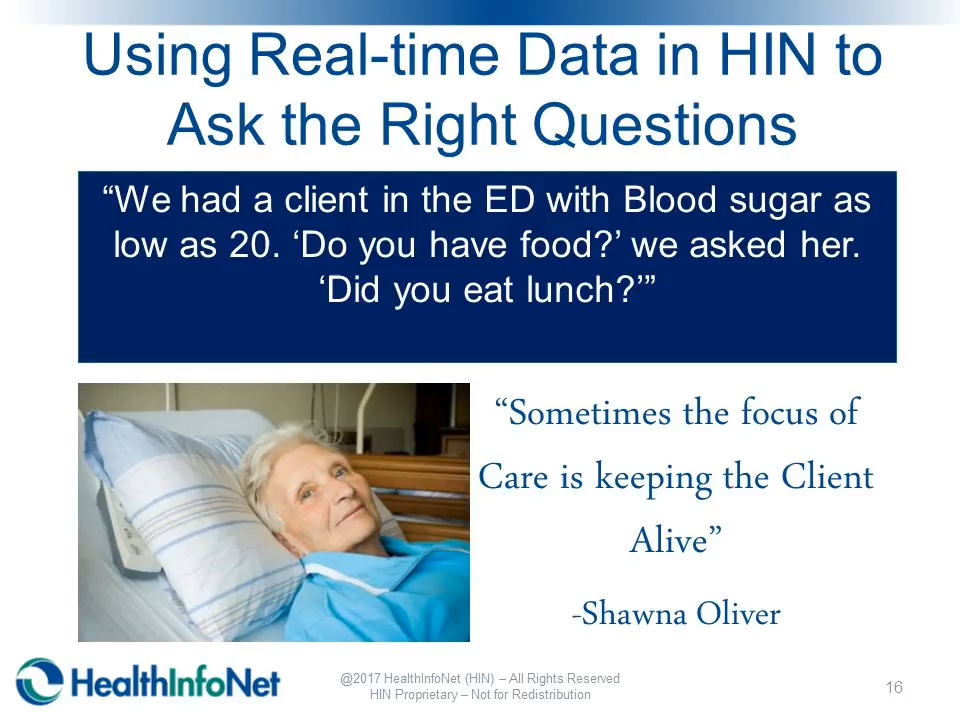 Using Real-time Data in HIN to
Ask the Right Questions
“We had a client in the ED with Blood sugar as
low as 20. ‘Do you have food?’ we asked her.
‘Did you eat lunch?’”
“Sometimes the focus of
Care is keeping the Client
Alive”
-Shawna Oliver
HealthInfoNet
@2017 HealthInfoNet (HIN) – All Rights Reserved
HIN Proprietary – Not for Redistribution
16